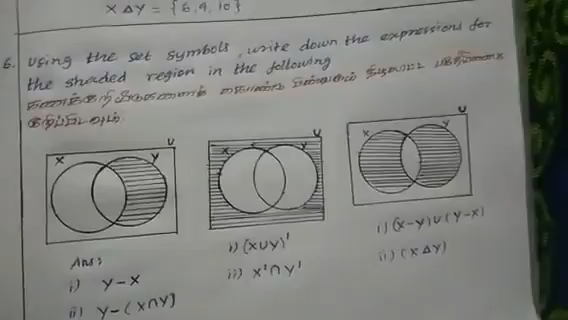 X Δ Y = {6, 9, 10}
6. Using the set symbols, write down the expressions for
the shaded region in the following
U
X Y
U
X Y
U
X Y
Ans:
i) Y-X
ii) Y-(X∩Y)
i) (XUY)'
ii) X'∩Y'
i) (X-Y)U(Y-X)
ii) (XΔY)